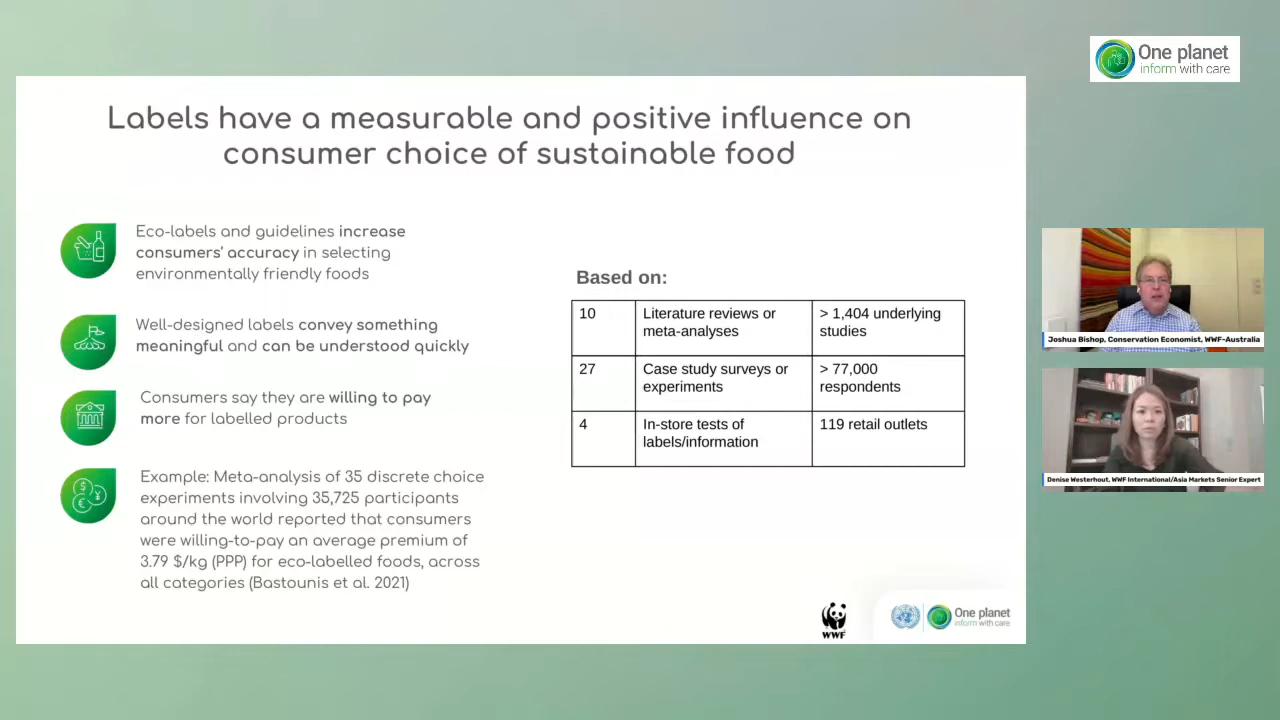 One planet
inform with care
Labels have a measurable and positive influence on
consumer choice of sustainable food
Eco-labels and guidelines increase
consumers' accuracy in selecting
environmentally friendly foods
Well-designed labels convey something
meaningful and can be understood quickly
Consumers say they are willing to pay
more for labelled products
Example: Meta-analysis of 35 discrete choice
experiments involving 35,725 participants
around the world reported that consumers
were willing-to-pay an average premium of
3.79 $/kg (PPP) for eco-labelled foods, across
all categories (Bastounis et al. 2021)
Based on:
10 Literature reviews or > 1,404 underlying
meta-analyses studies
27 Case study surveys or > 77,000
experiments respondents
4 In-store tests of 119 retail outlets
labels/information
Joshua Bishop, Conservation Economist, WWF-Australia
Denise Westerhout, WWF International/Asia Markets Senior Expert
WWF
One planet
inform with care